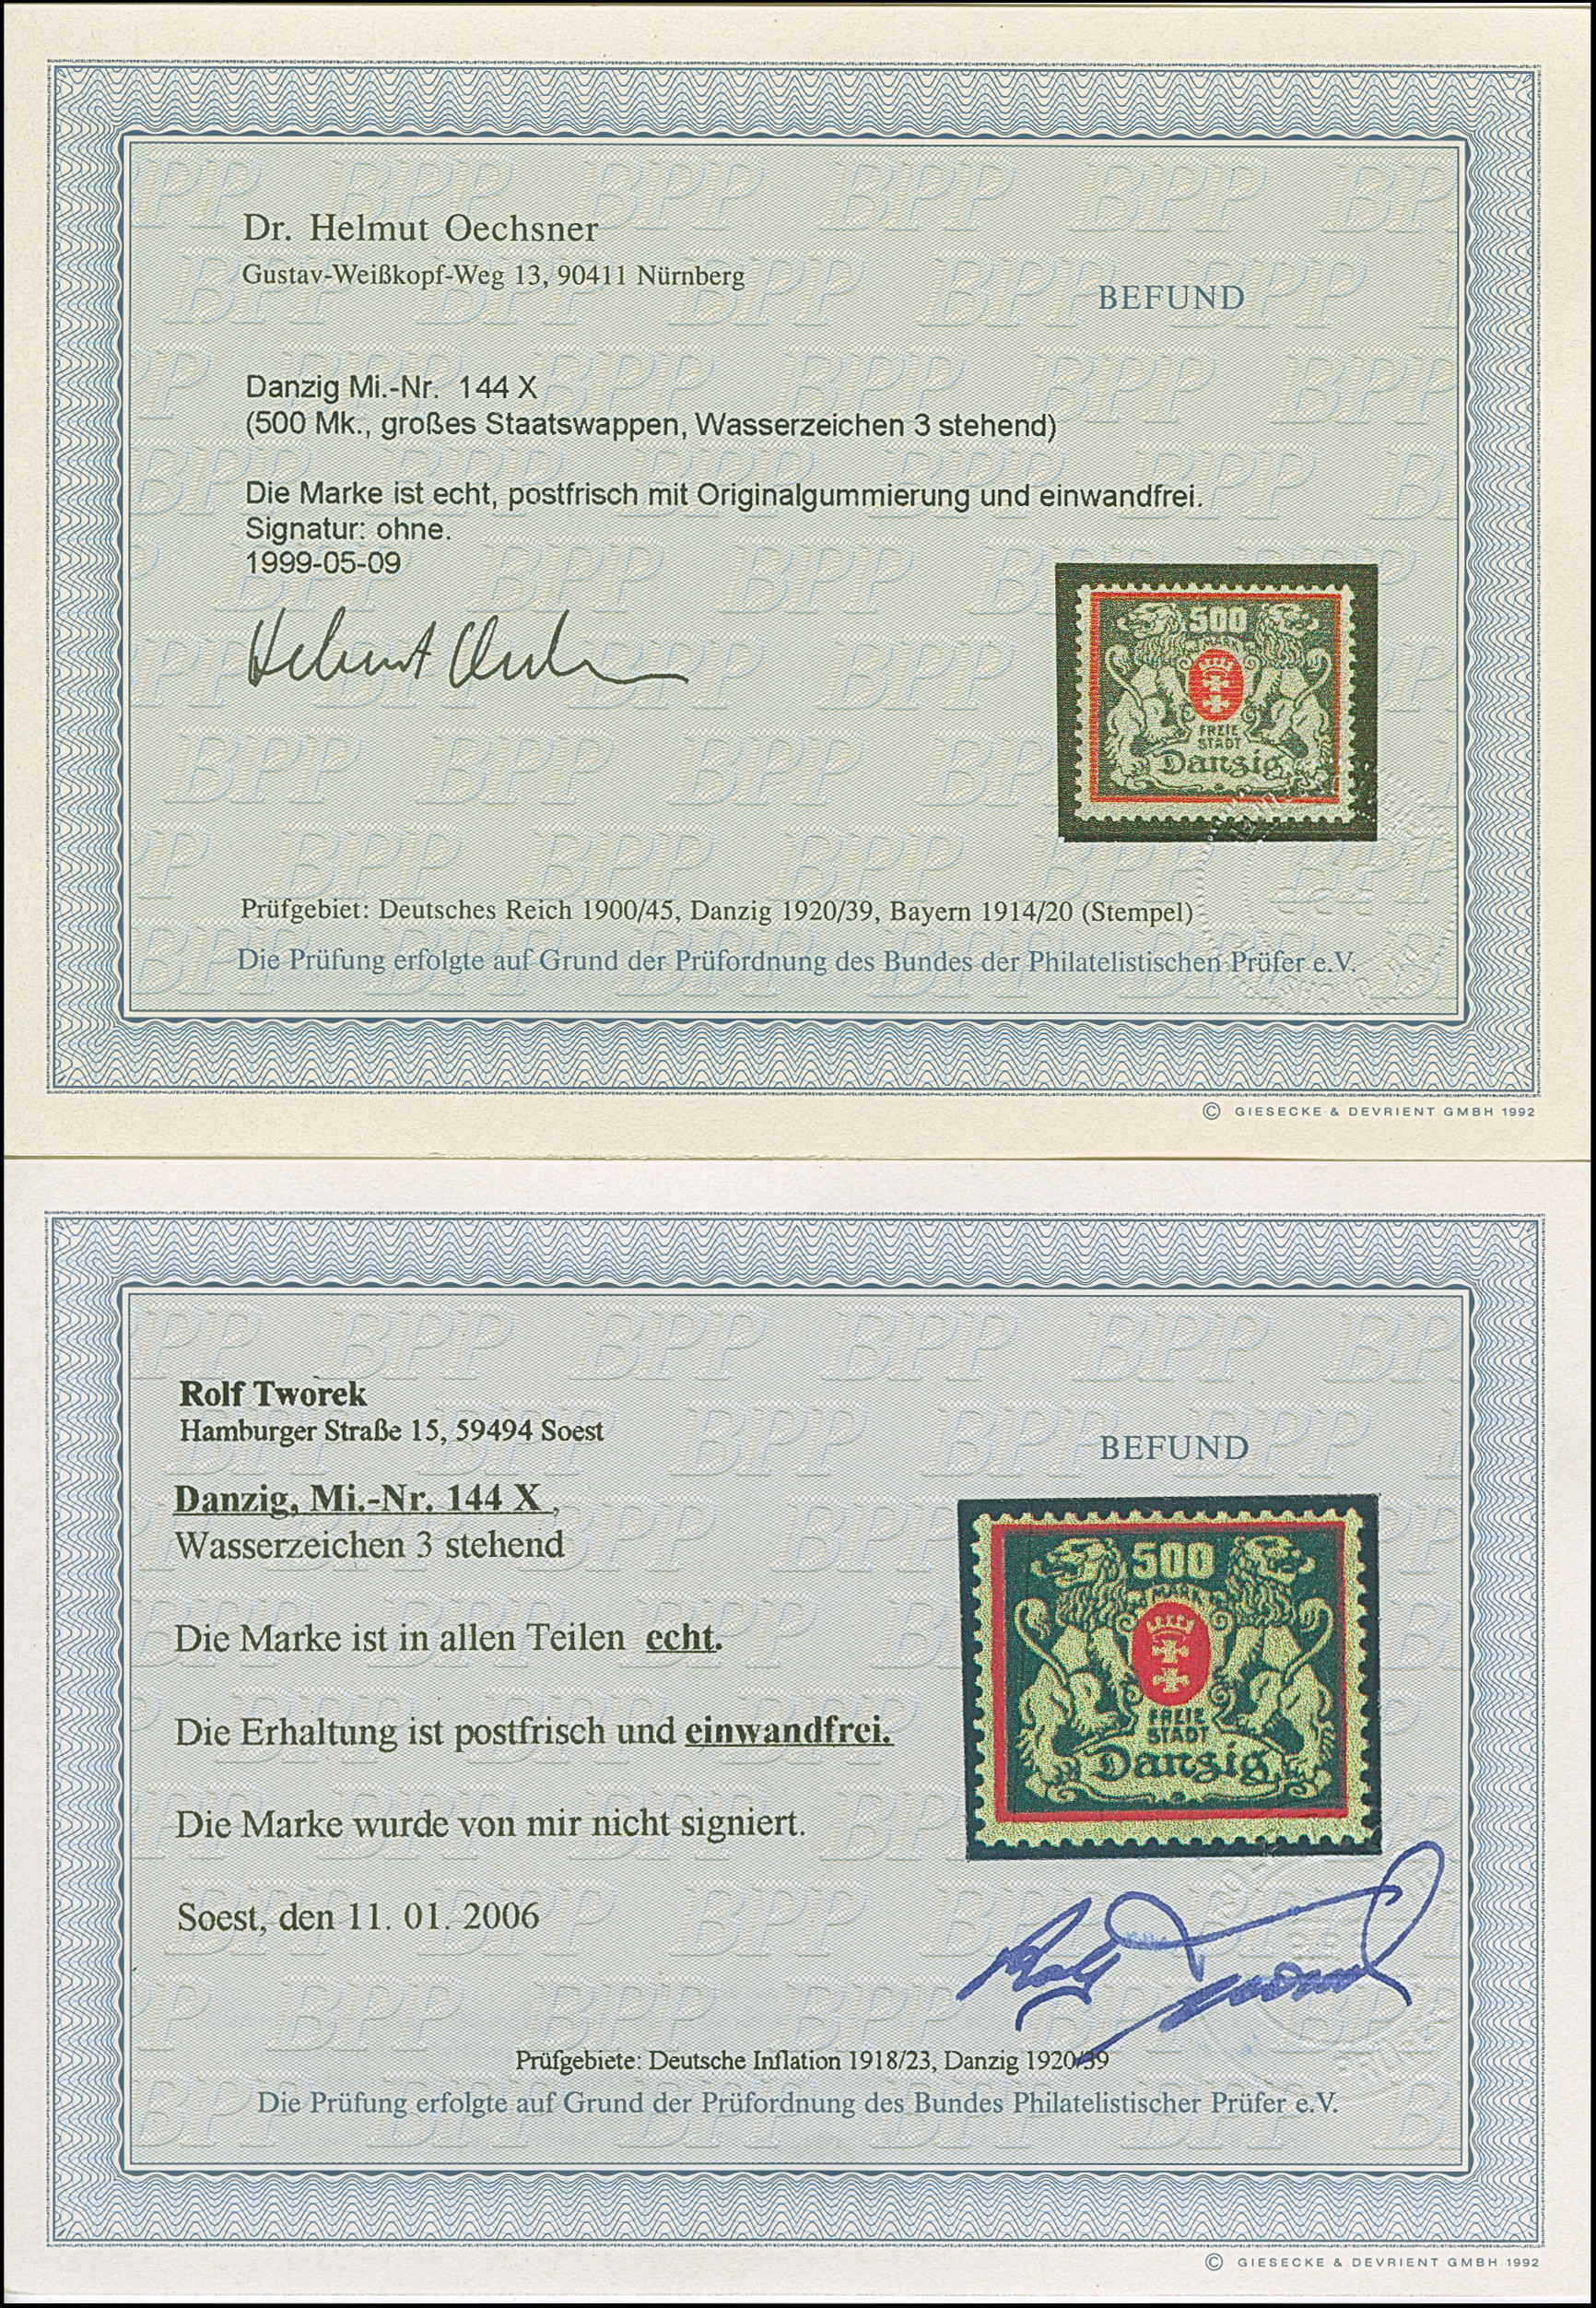 Dr. Helmut Oechsner
Gustav-Weißkopf-Weg 13, 90411 Nürnberg
BEFUND
Danzig Mi.-Nr. 144 X
(500 Mk., großes Staatswappen, Wasserzeichen 3 stehend)
Die Marke ist echt, postfrisch mit Originalgummierung und einwandfrei.
Signatur: ohne.
1999-05-09
Helmut Oechsner
500
MARK
FREIE
STADT
Danzig
Prüfgebiet: Deutsches Reich 1900/45, Danzig 1920/39, Bayern 1914/20 (Stempel)
Die Prüfung erfolgte auf Grund der Prüfordnung des Bundes der Philatelistischen Prüfer e.V.
© GIESECKE & DEVRIENT GMBH 1992
Rolf Tworek
Hamburger Straße 15, 59494 Soest
BEFUND
Danzig, Mi.-Nr. 144 X ,
Wasserzeichen 3 stehend
Die Marke ist in allen Teilen echt.
Die Erhaltung ist postfrisch und einwandfrei.
Die Marke wurde von mir nicht signiert.
Soest, den 11. 01. 2006
500
MARK
FREIE
STADT
Danzig
Rolf Tworek
Prüfgebiete: Deutsche Inflation 1918/23, Danzig 1920/39
Die Prüfung erfolgte auf Grund der Prüfordnung des Bundes Philatelistischer Prüfer e.V.
© GIESECKE & DEVRIENT GMBH 1992